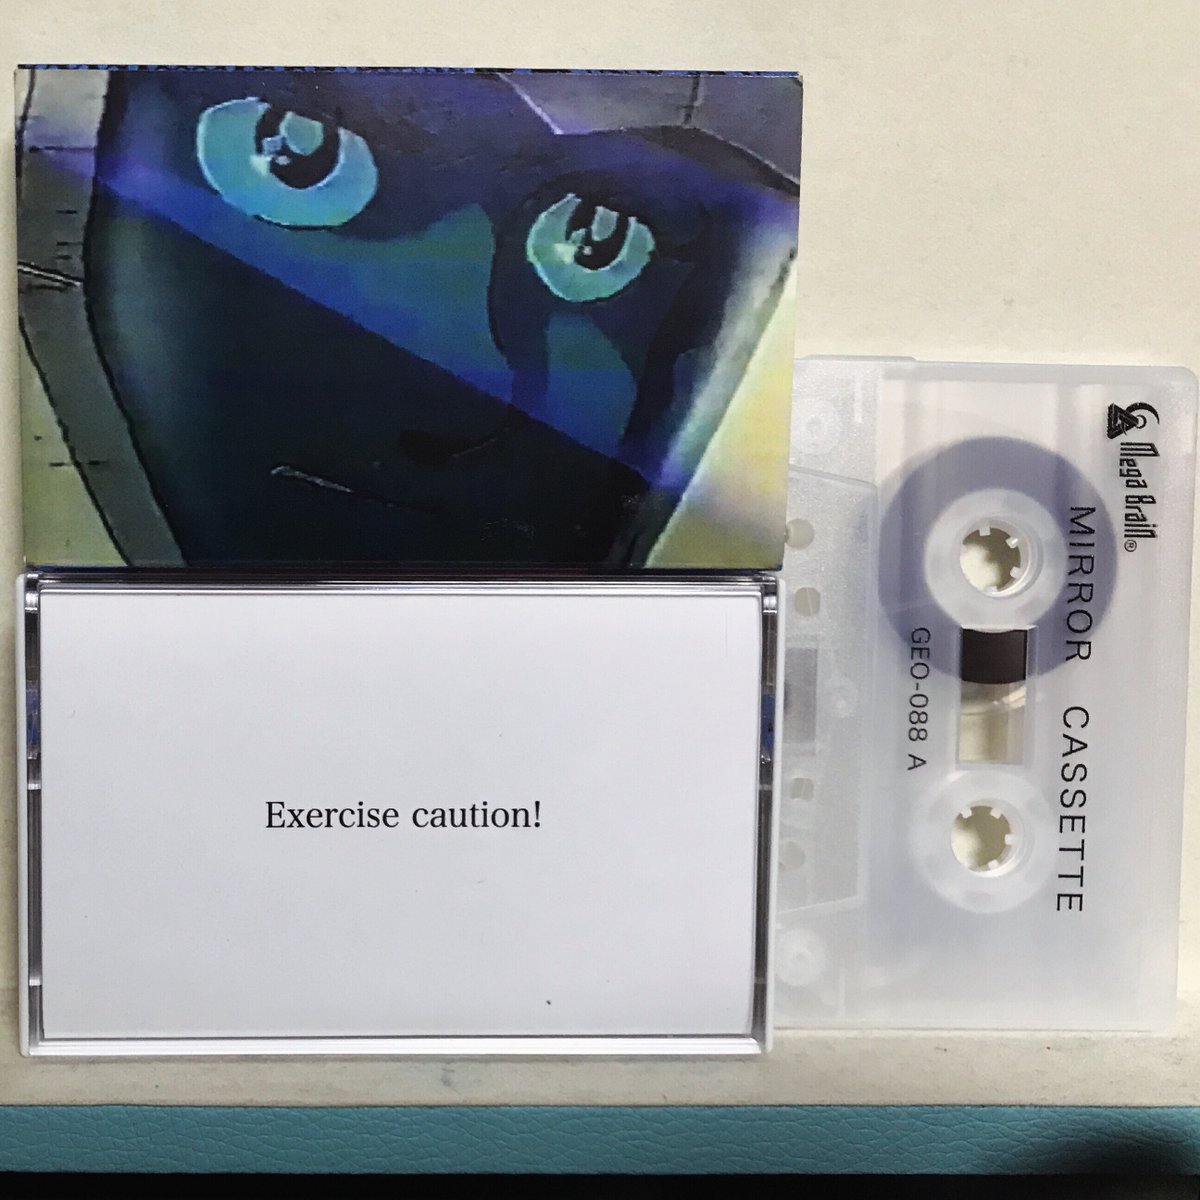 Exercise caution!
Mega Brain®
MIRROR CASSETTE
GEO-088 A